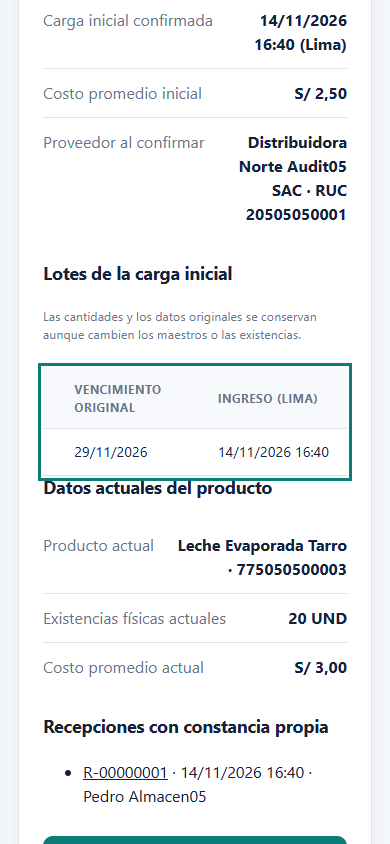 Carga inicial confirmada 14/11/2026
16:40 (Lima)
Costo promedio inicial S/ 2,50
Proveedor al confirmar Distribuidora
Norte Audit05
SAC · RUC
20505050001
Lotes de la carga inicial
Las cantidades y los datos originales se conservan
aunque cambien los maestros o las existencias.
VENCIMIENTO
ORIGINAL INGRESO (LIMA)
29/11/2026 14/11/2026 16:40
Datos actuales del producto
Producto actual Leche Evaporada Tarro
· 775050500003
Existencias físicas actuales 20 UND
Costo promedio actual S/ 3,00
Recepciones con constancia propia
• R-00000001 · 14/11/2026 16:40 ·
Pedro Almacen05